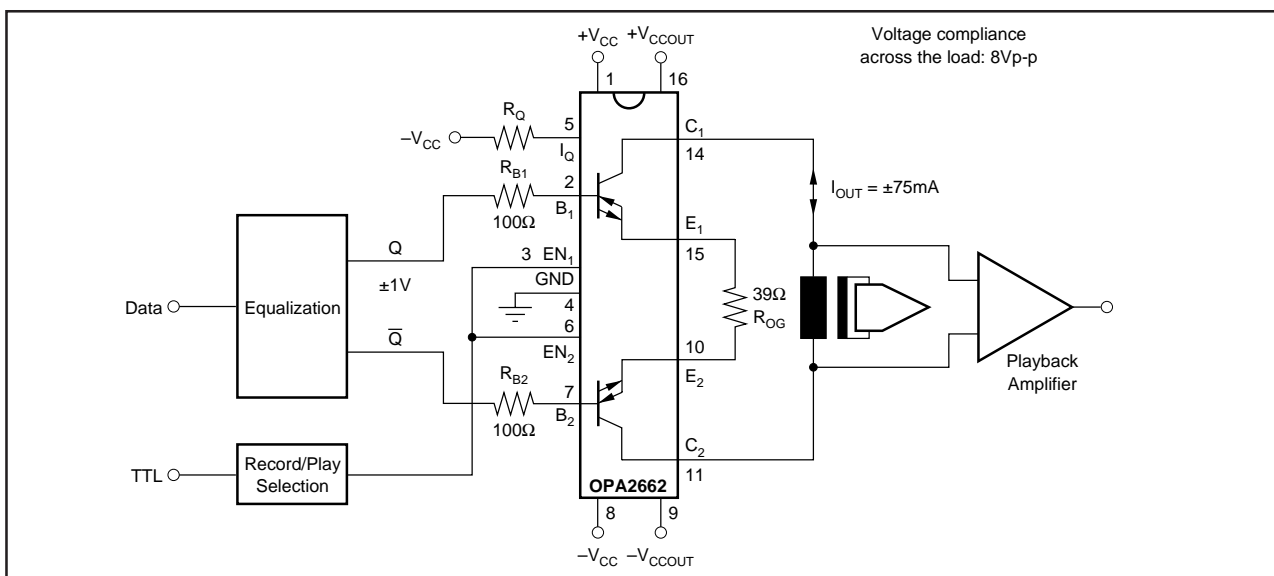 Voltage compliance
across the load: 8Vp-p
+VCC
+VCCOUT
1
16
RQ
5
–VCC
IQ
C1
14
RB1
2
100Ω
B1
IOUT = ±75mA
E1
15
Q
3 EN1
±1V
GND
4
39Ω
ROG
Data
Equalization
6
EN2
10
E2
Q̅
RB2
7
100Ω
B2
Playback
Amplifier
C2
11
TTL
Record/Play
Selection
OPA2662
8
9
–VCC
–VCCOUT